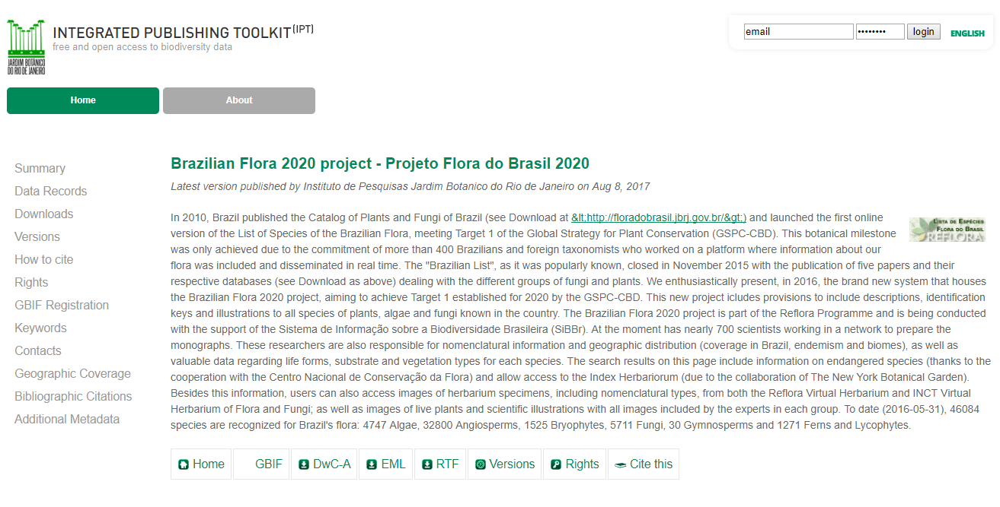 INTEGRATED PUBLISHING TOOLKIT(IPT)
free and open access to biodiversity data
JARDIM BOTÂNICO
DO RIO DE JANEIRO
email
••••••••
login
ENGLISH
Home
About
Summary
Data Records
Downloads
Versions
How to cite
Rights
GBIF Registration
Keywords
Contacts
Geographic Coverage
Bibliographic Citations
Additional Metadata
Brazilian Flora 2020 project - Projeto Flora do Brasil 2020
Latest version published by Instituto de Pesquisas Jardim Botanico do Rio de Janeiro on Aug 8, 2017
In 2010, Brazil published the Catalog of Plants and Fungi of Brazil (see Download at &lt;http://floradobrasil.jbrj.gov.br/&gt;) and launched the first online
version of the List of Species of the Brazilian Flora, meeting Target 1 of the Global Strategy for Plant Conservation (GSPC-CBD). This botanical milestone
was only achieved due to the commitment of more than 400 Brazilians and foreign taxonomists who worked on a platform where information about our
flora was included and disseminated in real time. The "Brazilian List", as it was popularly known, closed in November 2015 with the publication of five papers and their
respective databases (see Download as above) dealing with the different groups of fungi and plants. We enthusiastically present, in 2016, the brand new system that houses
the Brazilian Flora 2020 project, aiming to achieve Target 1 established for 2020 by the GSPC-CBD. This new project icludes provisions to include descriptions, identification
keys and illustrations to all species of plants, algae and fungi known in the country. The Brazilian Flora 2020 project is part of the Reflora Programme and is being conducted
with the support of the Sistema de Informação sobre a Biodiversidade Brasileira (SiBBr). At the moment has nearly 700 scientists working in a network to prepare the
monographs. These researchers are also responsible for nomenclatural information and geographic distribution (coverage in Brazil, endemism and biomes), as well as
valuable data regarding life forms, substrate and vegetation types for each species. The search results on this page include information on endangered species (thanks to the
cooperation with the Centro Nacional de Conservação da Flora) and allow access to the Index Herbariorum (due to the collaboration of The New York Botanical Garden).
Besides this information, users can also access images of herbarium specimens, including nomenclatural types, from both the Reflora Virtual Herbarium and INCT Virtual
Herbarium of Flora and Fungi; as well as images of live plants and scientific illustrations with all images included by the experts in each group. To date (2016-05-31), 46084
species are recognized for Brazil's flora: 4747 Algae, 32800 Angiosperms, 1525 Bryophytes, 5711 Fungi, 30 Gymnosperms and 1271 Ferns and Lycophytes.
LISTA DE ESPÉCIES
FLORA DO BRASIL
REFLORA
Home
GBIF
DwC-A
EML
RTF
Versions
Rights
Cite this